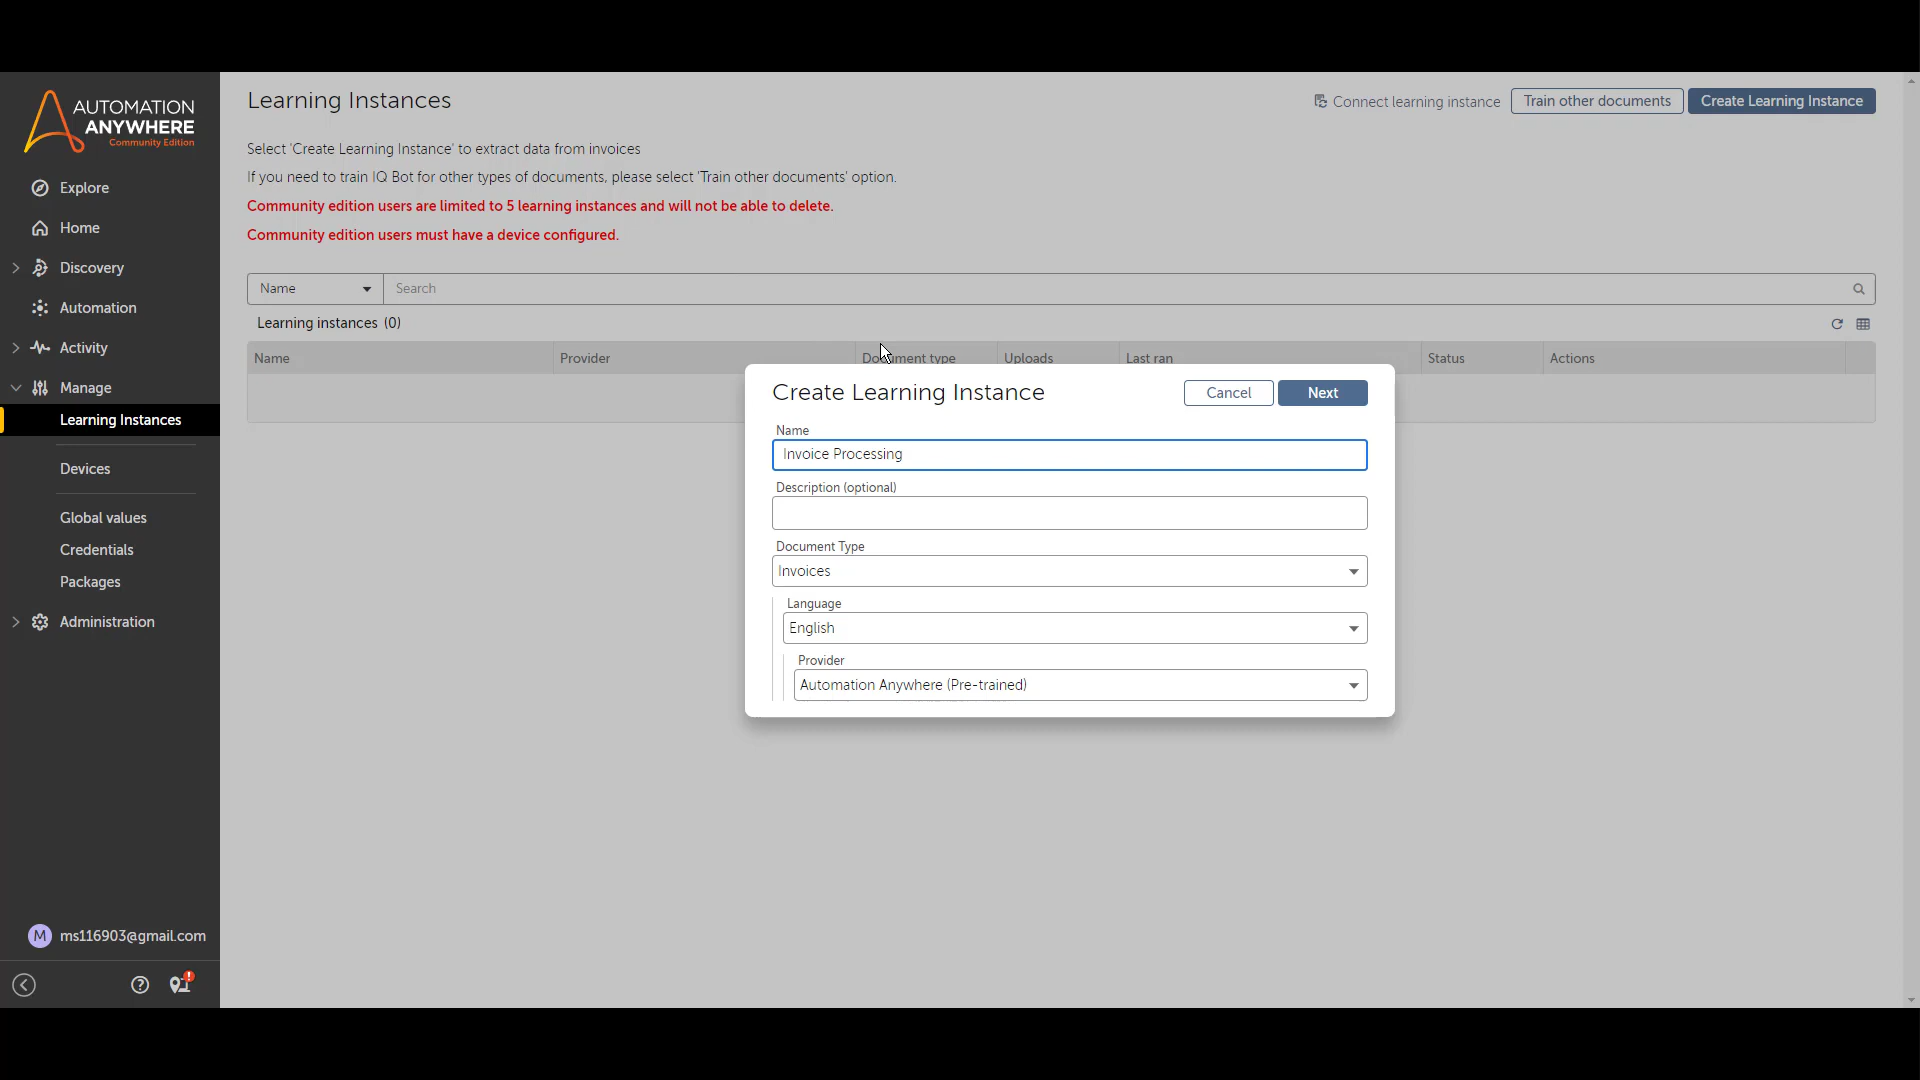 AUTOMATION
ANYWHERE
Community Edition
Explore
Home
Discovery
Automation
Activity
Manage
Learning Instances
Devices
Global values
Credentials
Packages
Administration
M ms116903@gmail.com
Learning Instances
Connect learning instance
Train other documents
Create Learning Instance
Select 'Create Learning Instance' to extract data from invoices
If you need to train IQ Bot for other types of documents, please select 'Train other documents' option.
Community edition users are limited to 5 learning instances and will not be able to delete.
Community edition users must have a device configured.
Name Search
Learning instances (0)
Name Provider Document type Uploads Last ran Status Actions
Create Learning Instance
Cancel
Next
Name
Invoice Processing
Description (optional)
Document Type
Invoices
Language
English
Provider
Automation Anywhere (Pre-trained)